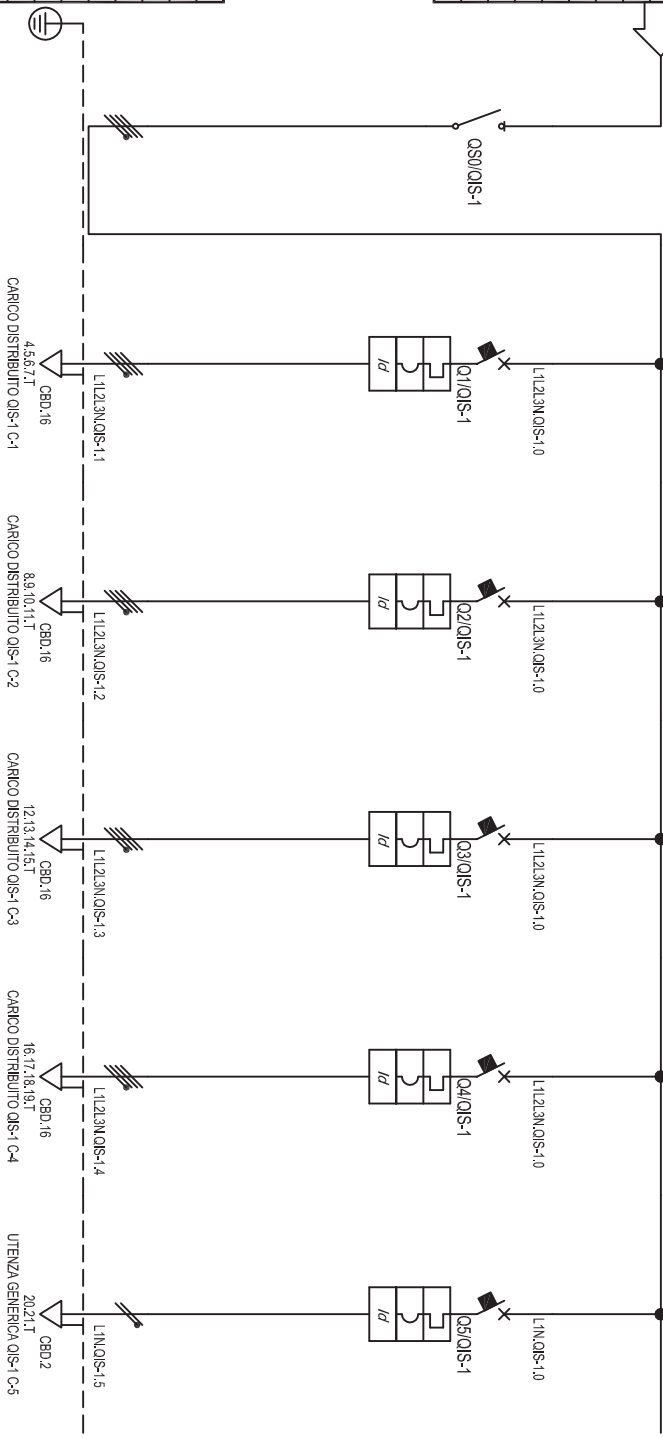 QS0/QIS-1
L1L2L3N.QIS-1.0
Q1/QIS-1
Id
L1L2L3N.QIS-1.1
CBD.16
4.5.6.7.T
CARICO DISTRIBUITO QIS-1 C-1
L1L2L3N.QIS-1.0
Q2/QIS-1
Id
L1L2L3N.QIS-1.2
CBD.16
8.9.10.11.T
CARICO DISTRIBUITO QIS-1 C-2
L1L2L3N.QIS-1.0
Q3/QIS-1
Id
L1L2L3N.QIS-1.3
CBD.16
12.13.14.15.T
CARICO DISTRIBUITO QIS-1 C-3
L1L2L3N.QIS-1.0
Q4/QIS-1
Id
L1L2L3N.QIS-1.4
CBD.16
16.17.18.19.T
CARICO DISTRIBUITO QIS-1 C-4
L1N.QIS-1.0
Q5/QIS-1
Id
L1N.QIS-1.5
CBD.2
20.21.T
UTENZA GENERICA QIS-1 C-5